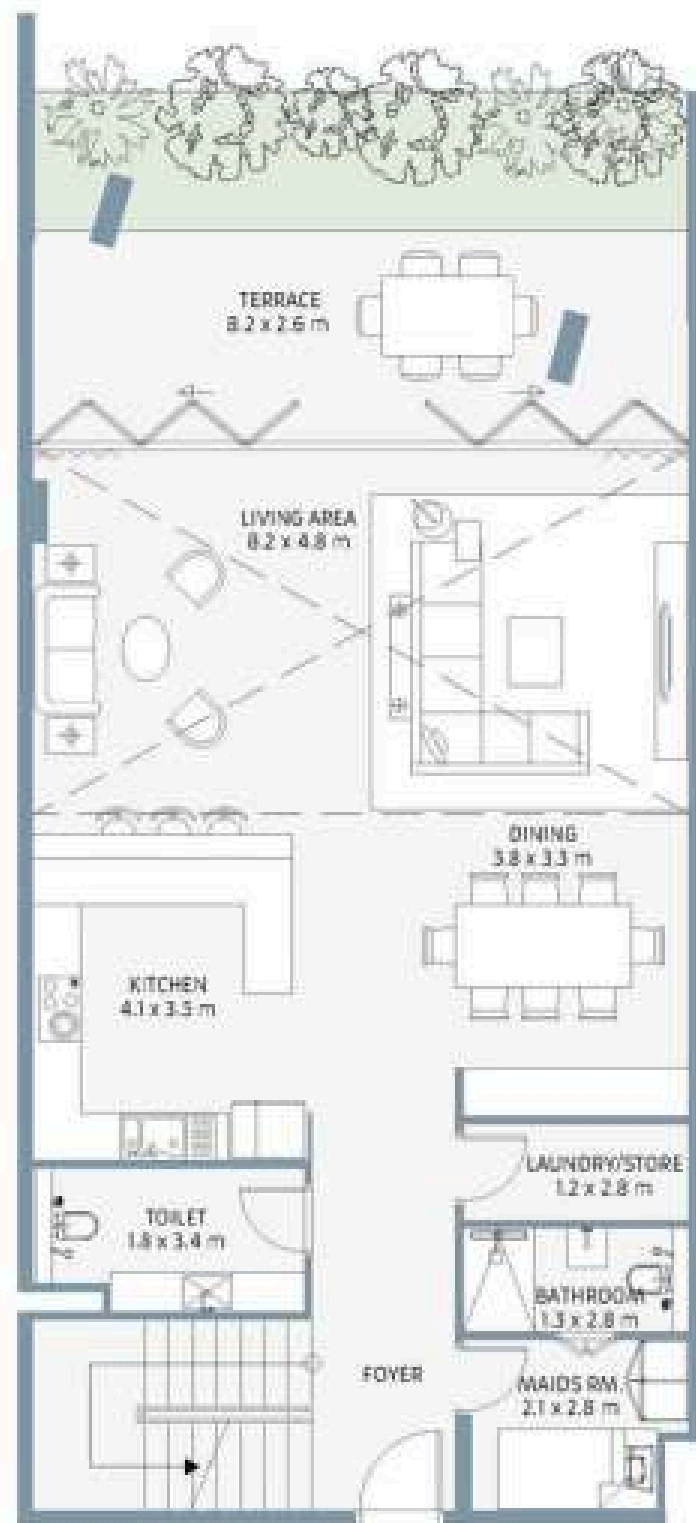 TERRACE
8.2 x 2.6 m
LIVING AREA
8.2 x 4.8 m
DINING
3.8 x 3.3 m
KITCHEN
4.1 x 3.5 m
LAUNDRY/STORE
1.2 x 2.8 m
TOILET
1.8 x 3.4 m
BATHROOM
1.3 x 2.8 m
FOYER
MAIDS RM.
2.1 x 2.8 m